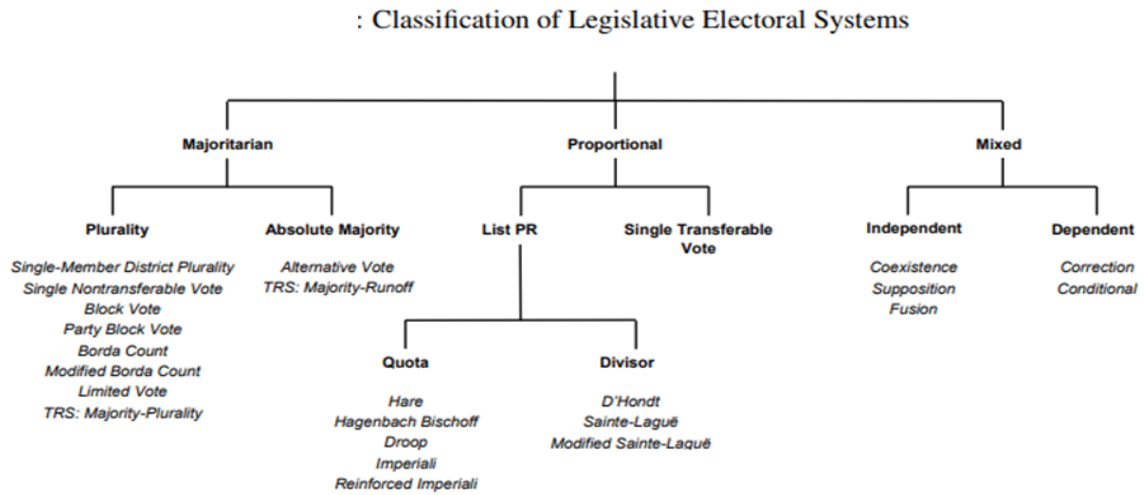 : Classification of Legislative Electoral Systems
Majoritarian
Proportional
Mixed
Plurality
Absolute Majority
List PR
Single Transferable
Vote
Independent
Dependent
Single-Member District Plurality
Single Nontransferable Vote
Block Vote
Party Block Vote
Borda Count
Modified Borda Count
Limited Vote
TRS: Majority-Plurality
Alternative Vote
TRS: Majority-Runoff
Coexistence
Supposition
Fusion
Correction
Conditional
Quota
Divisor
Hare
Hagenbach Bischoff
Droop
Imperiali
Reinforced Imperiali
D'Hondt
Sainte-Laguë
Modified Sainte-Laguë